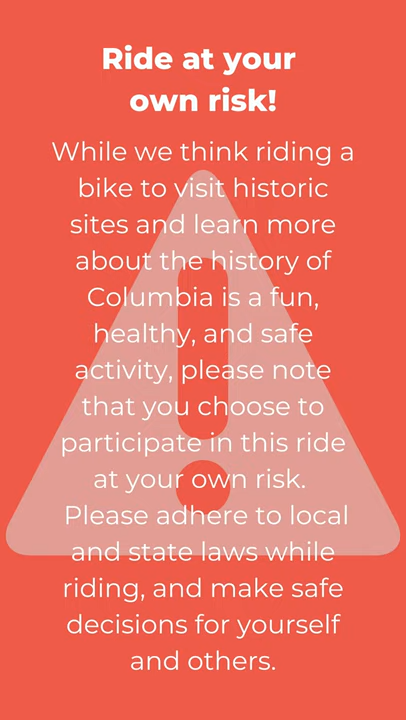 Ride at your
own risk!
While we think riding a
bike to visit historic
sites and learn more
about the history of
Columbia is a fun,
healthy, and safe
activity, please note
that you choose to
participate in this ride
at your own risk.
Please adhere to local
and state laws while
riding, and make safe
decisions for yourself
and others.